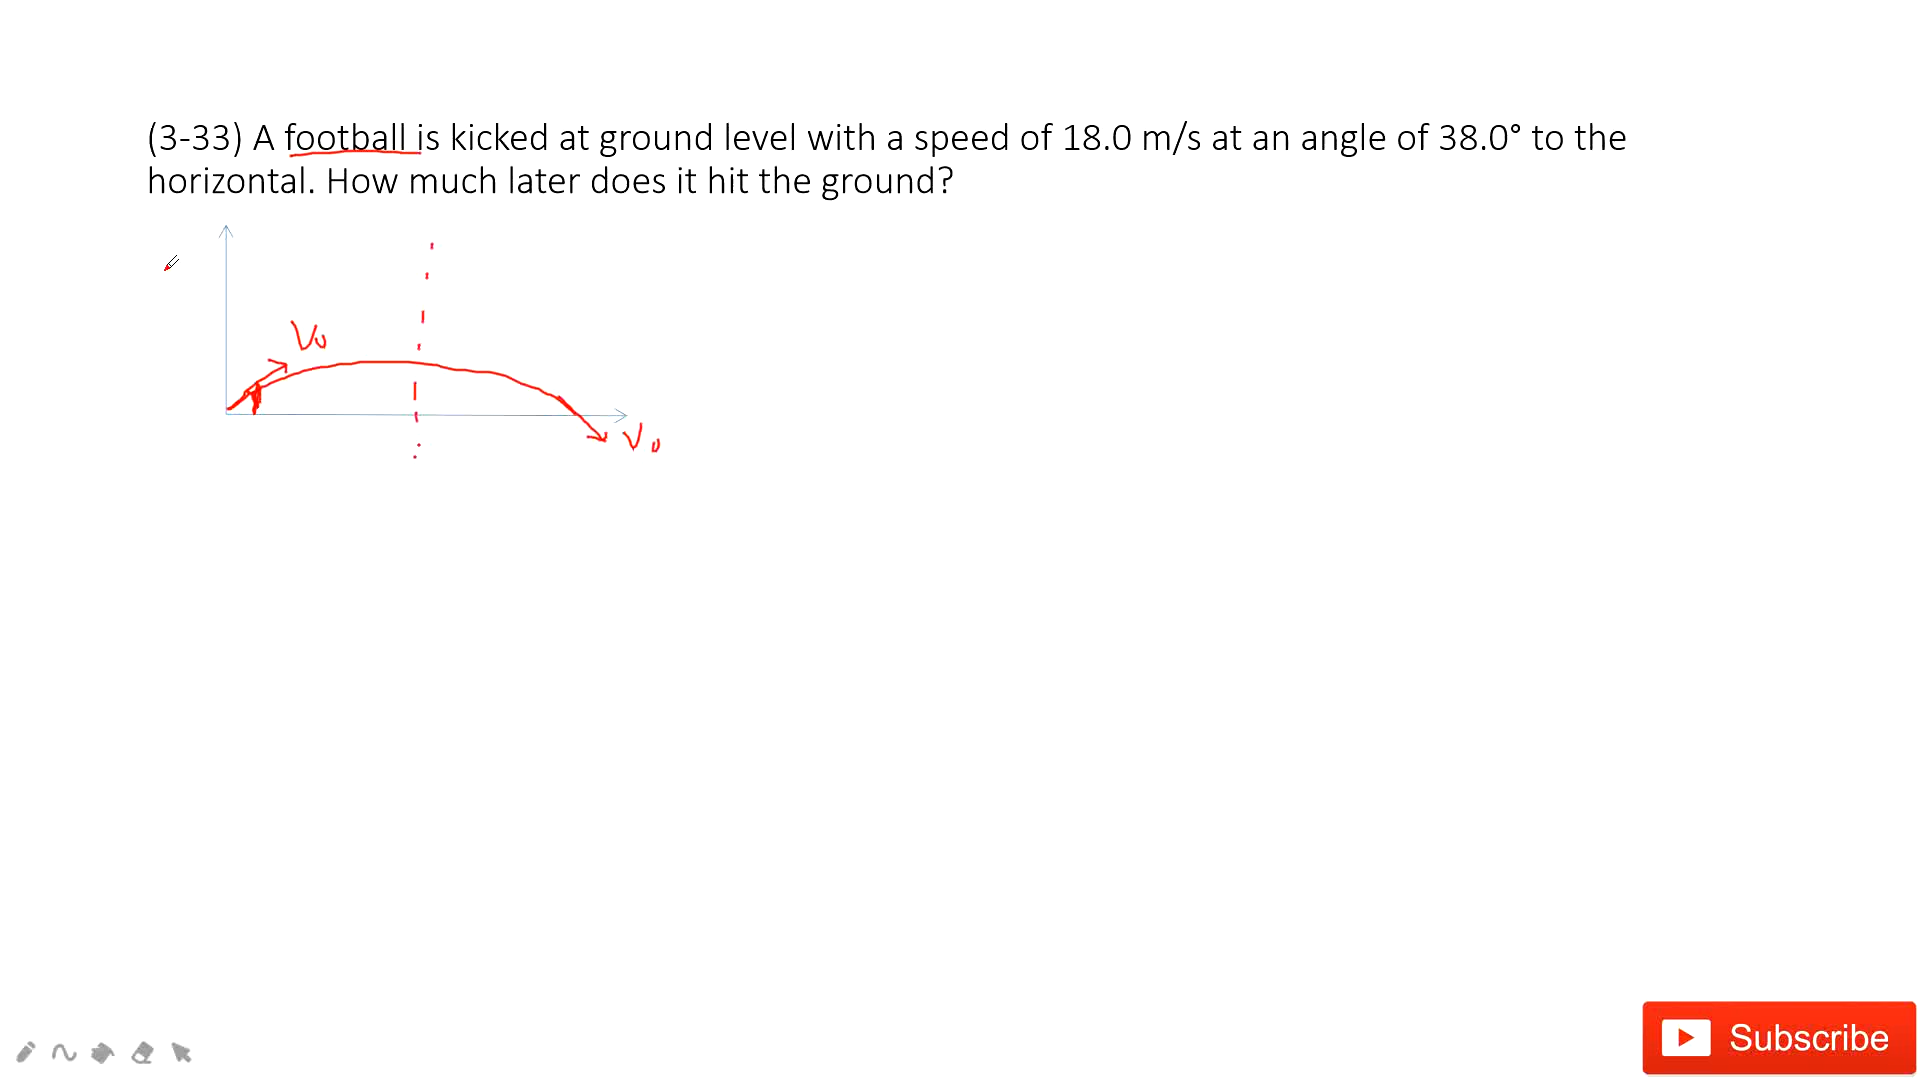 (3-33) A football is kicked at ground level with a speed of 18.0 m/s at an angle of 38.0° to the
horizontal. How much later does it hit the ground?
V₀
V₀
Subscribe